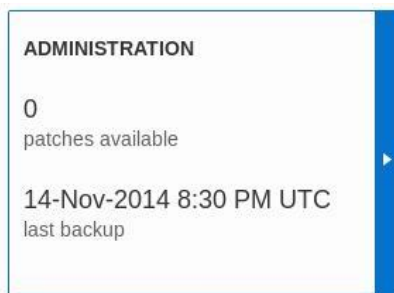 ADMINISTRATION
0
patches available
14-Nov-2014 8:30 PM UTC
last backup